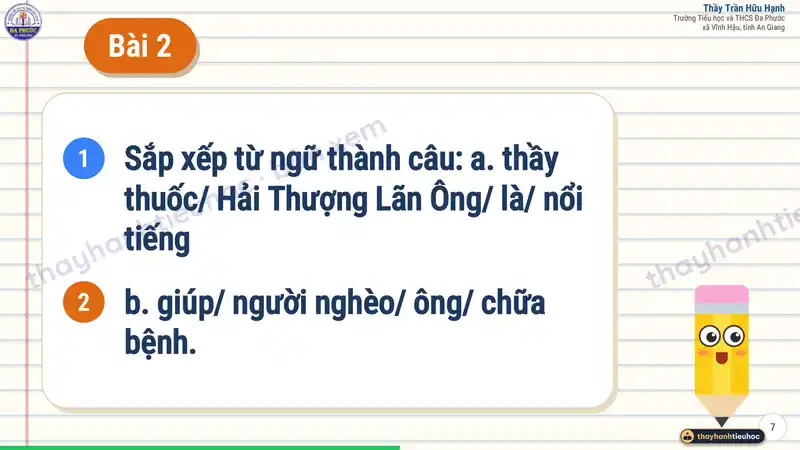 Thầy Trần Hữu Hạnh
Trường Tiểu học và THCS Đa Phước
xã Vĩnh Hậu, tỉnh An Giang
ĐA PHƯỚC
Bài 2
1
Sắp xếp từ ngữ thành câu: a. thầy
thuốc/ Hải Thượng Lãn Ông/ là/ nổi
tiếng
2
b. giúp/ người nghèo/ ông/ chữa
bệnh.
7
thayhanhtieuhoc